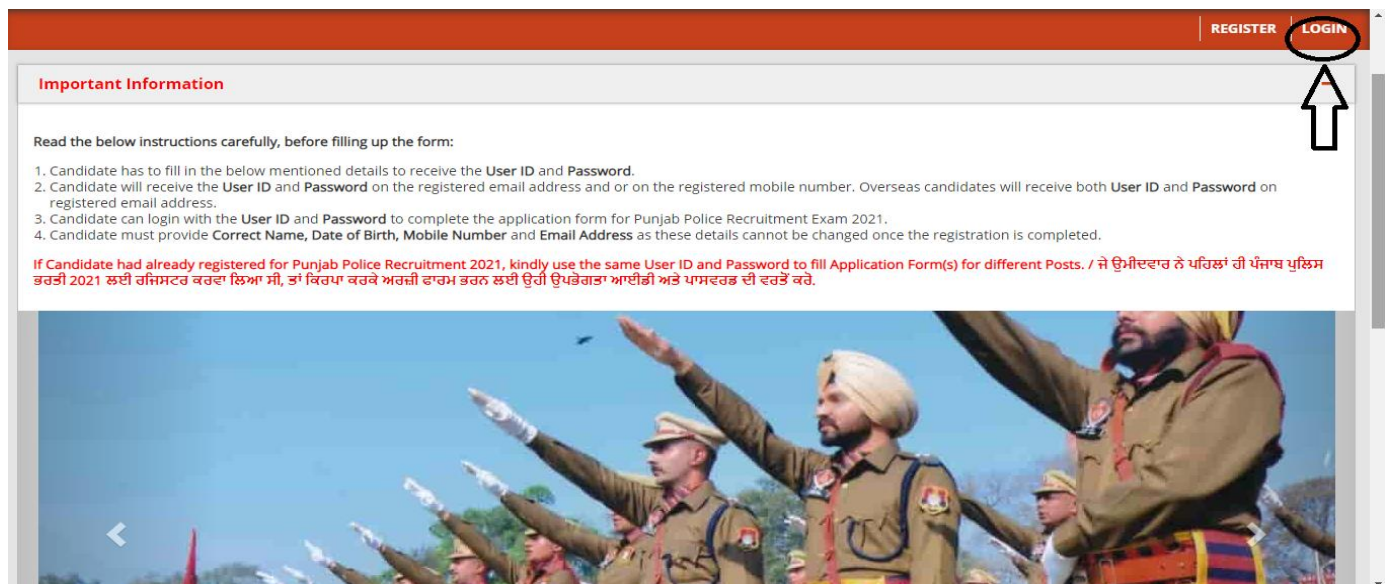 REGISTER LOGIN
Important Information
Read the below instructions carefully, before filling up the form:
1. Candidate has to fill in the below mentioned details to receive the User ID and Password.
2. Candidate will receive the User ID and Password on the registered email address and or on the registered mobile number. Overseas candidates will receive both User ID and Password on
registered email address.
3. Candidate can login with the User ID and Password to complete the application form for Punjab Police Recruitment Exam 2021.
4. Candidate must provide Correct Name, Date of Birth, Mobile Number and Email Address as these details cannot be changed once the registration is completed.
If Candidate had already registered for Punjab Police Recruitment 2021, kindly use the same User ID and Password to fill Application Form(s) for different Posts. / ਜੇ ਉਮੀਦਵਾਰ ਨੇ ਪਹਿਲਾਂ ਹੀ ਪੰਜਾਬ ਪੁਲਿਸ
ਭਰਤੀ 2021 ਲਈ ਰਜਿਸਟਰ ਕਰਵਾ ਲਿਆ ਸੀ, ਤਾਂ ਕਿਰਪਾ ਕਰਕੇ ਅਰਜ਼ੀ ਫਾਰਮ ਭਰਨ ਲਈ ਉਹੀ ਉਪਭੋਗਤਾ ਆਈਡੀ ਅਤੇ ਪਾਸਵਰਡ ਦੀ ਵਰਤੋਂ ਕਰੋ.